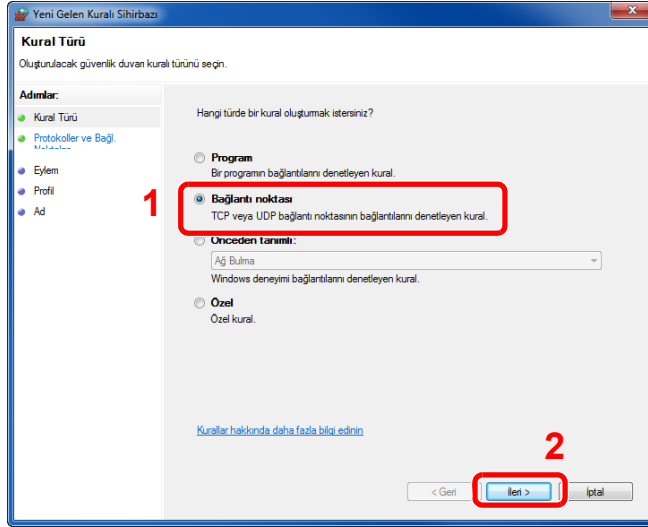 Yeni Gelen Kuralı Sihirbazı
Kural Türü
Oluşturulacak güvenlik duvarı kuralı türünü seçin.
Adımlar:
Kural Türü
Protokoller ve Bağl.
Noktaları
Eylem
Profil
Ad
Hangi türde bir kural oluşturmak istersiniz?
Program
Bir programın bağlantılarını denetleyen kural.
1
Bağlantı noktası
TCP veya UDP bağlantı noktasının bağlantılarını denetleyen kural.
Önceden tanımlı:
Ağ Bulma
Windows deneyimi bağlantılarını denetleyen kural.
Özel
Özel kural.
Kurallar hakkında daha fazla bilgi edinin
2
< Geri
İleri >
İptal